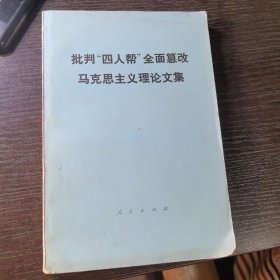 批判“四人帮”全面篡改
马克思主义理论文集
人民出版社